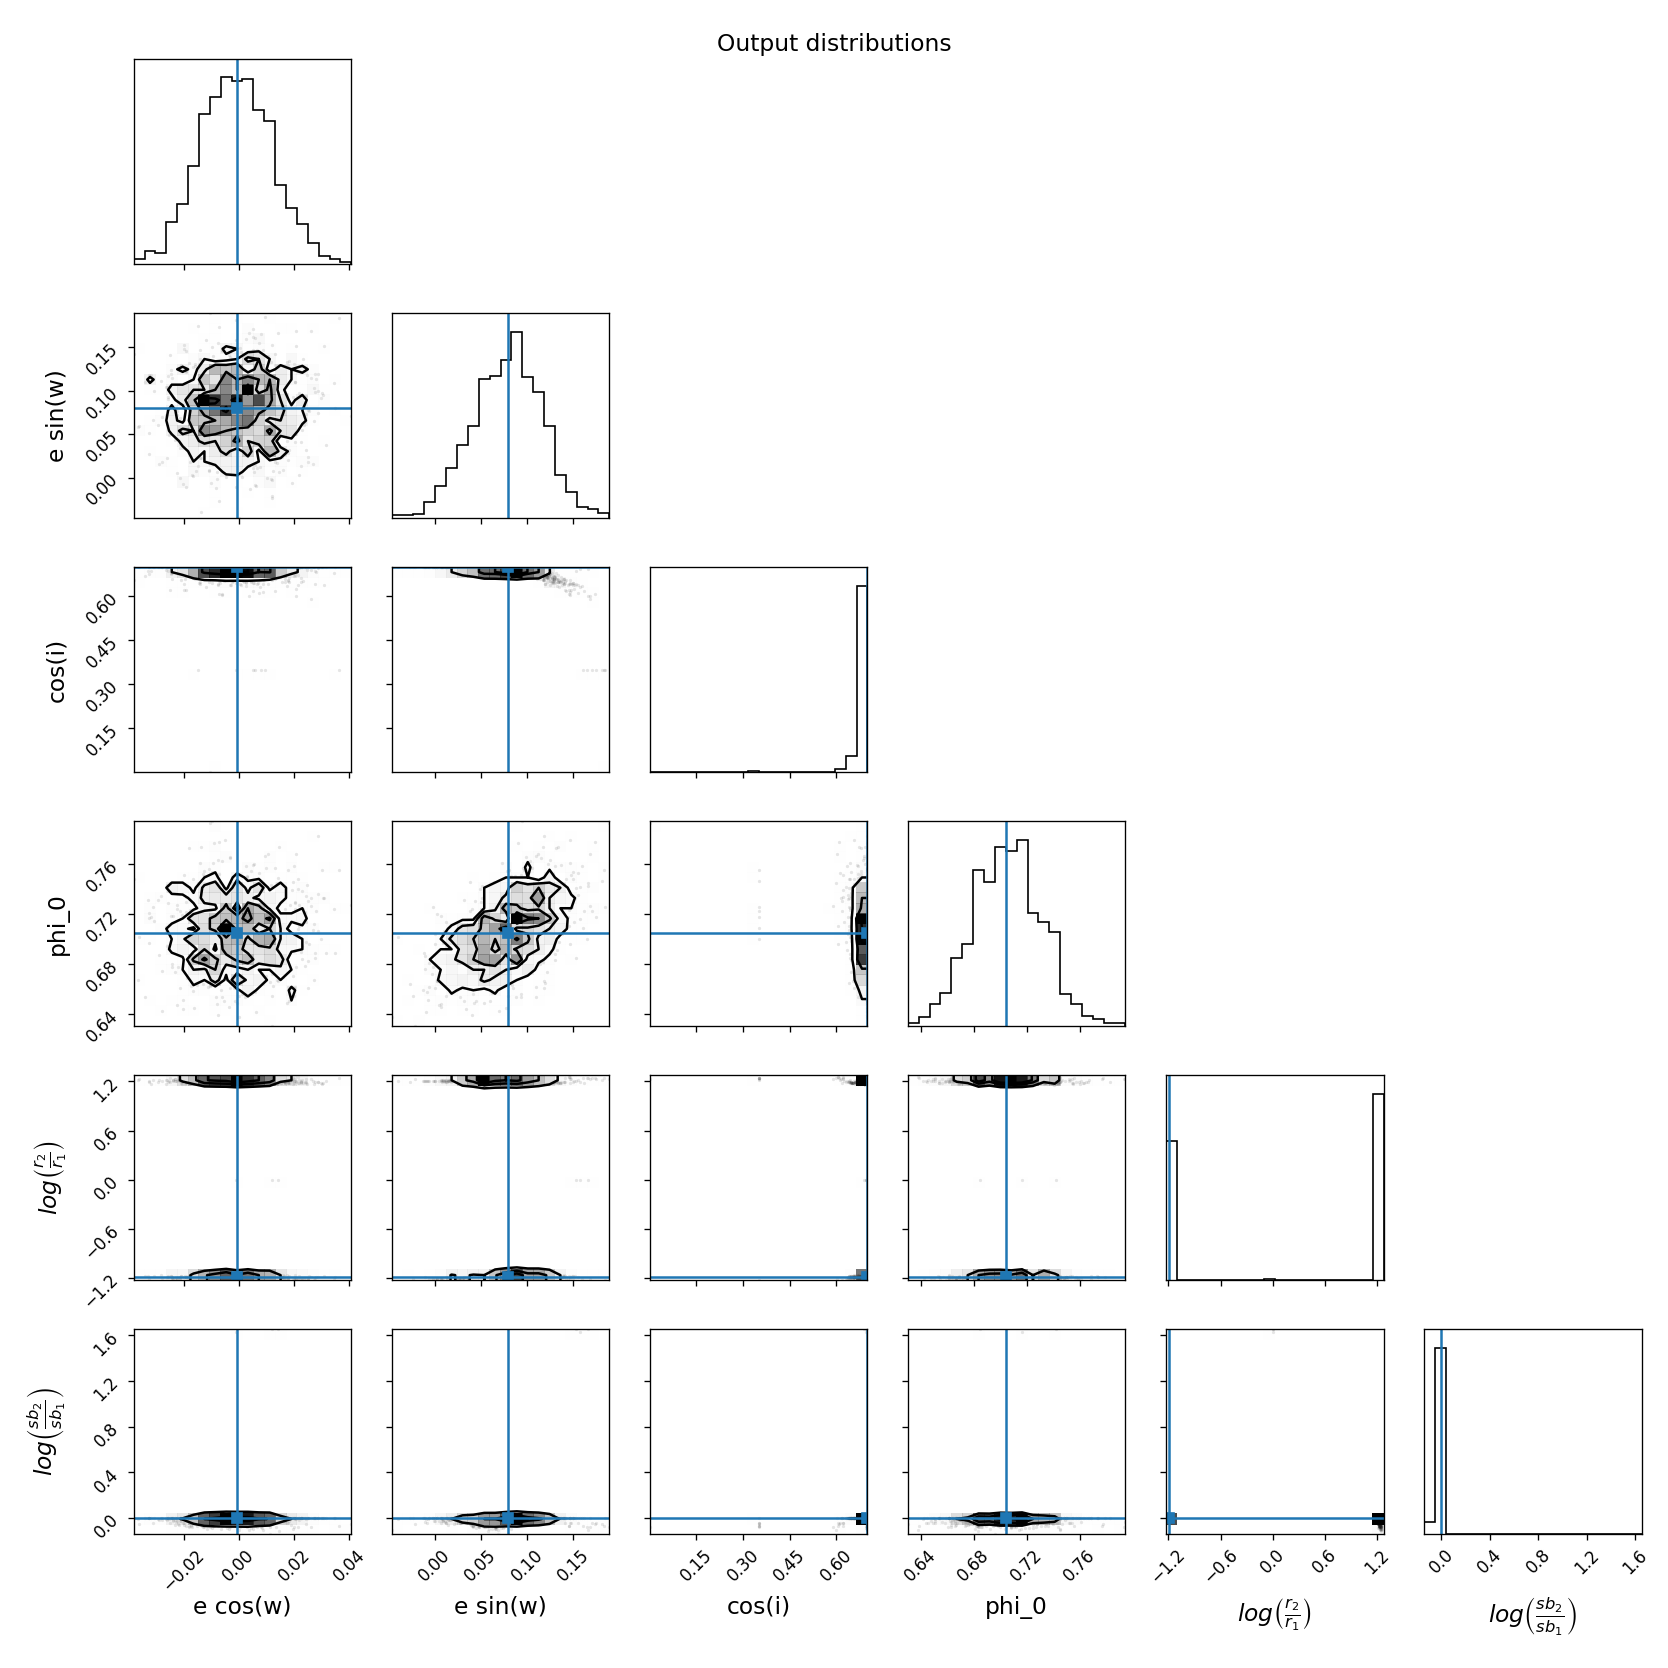 Output distributions
e sin(w)
0.15
0.10
0.05
0.00
cos(i)
0.60
0.45
0.30
0.15
phi_0
0.76
0.72
0.68
0.64
log(r₂/r₁)
1.2
0.6
0.0
−0.6
−1.2
log(sb₂/sb₁)
1.6
1.2
0.8
0.4
0.0
−0.02 0.00 0.02 0.04
0.00 0.05 0.10 0.15
0.15 0.30 0.45 0.60
0.64 0.68 0.72 0.76
−1.2 −0.6 0.0 0.6 1.2
0.0 0.4 0.8 1.2 1.6
e cos(w) e sin(w) cos(i) phi_0 log(r₂/r₁) log(sb₂/sb₁)